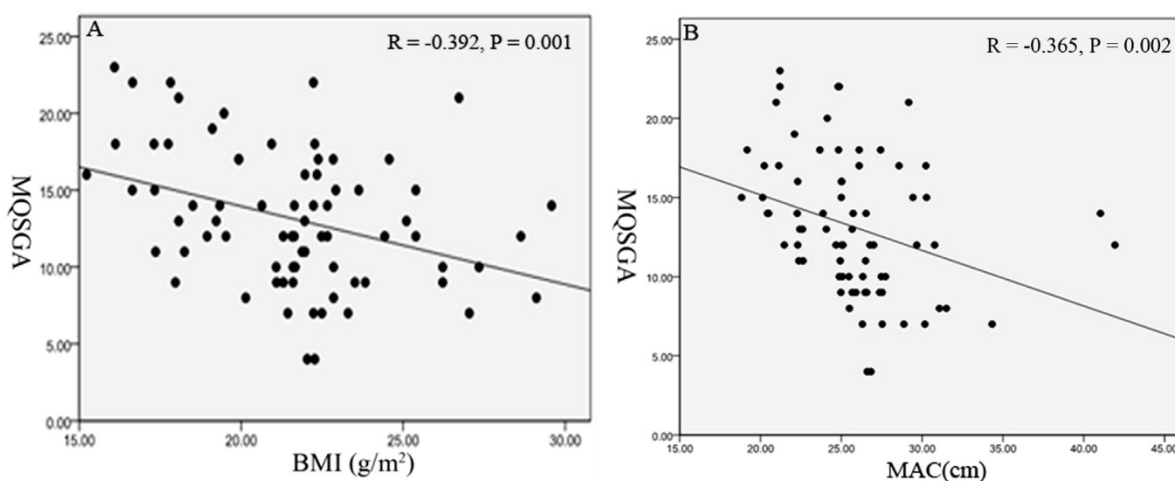 A
R = -0.392, P = 0.001
25.00
20.00
15.00
10.00
5.00
0.00
MQSGA
15.00
20.00
25.00
30.00
BMI (g/m²)
B
R = -0.365, P = 0.002
25.00
20.00
15.00
10.00
5.00
0.00
MQSGA
15.00
20.00
25.00
30.00
35.00
40.00
45.00
MAC(cm)